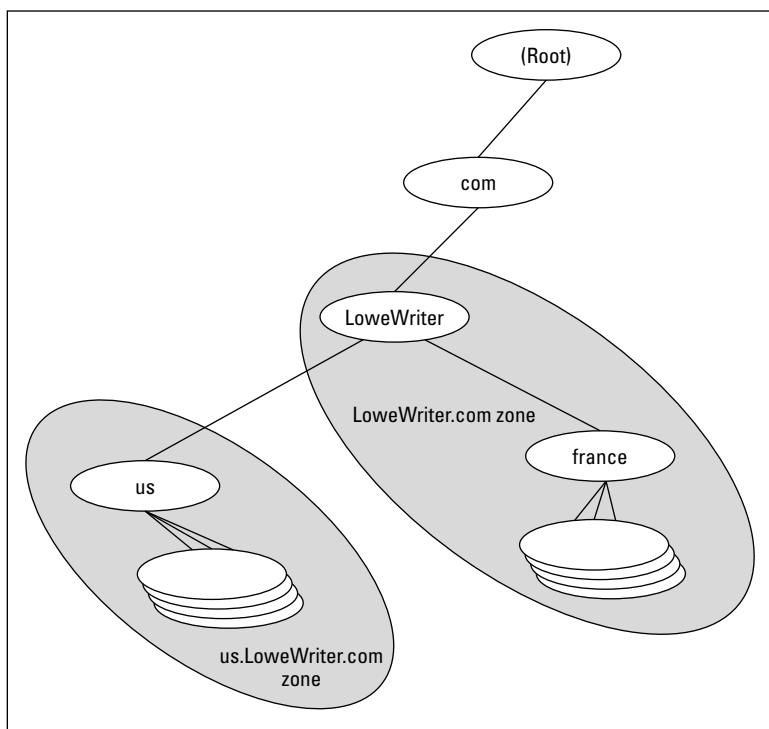 (Root)
com
LoweWriter
LoweWriter.com zone
france
us
us.LoweWriter.com
zone